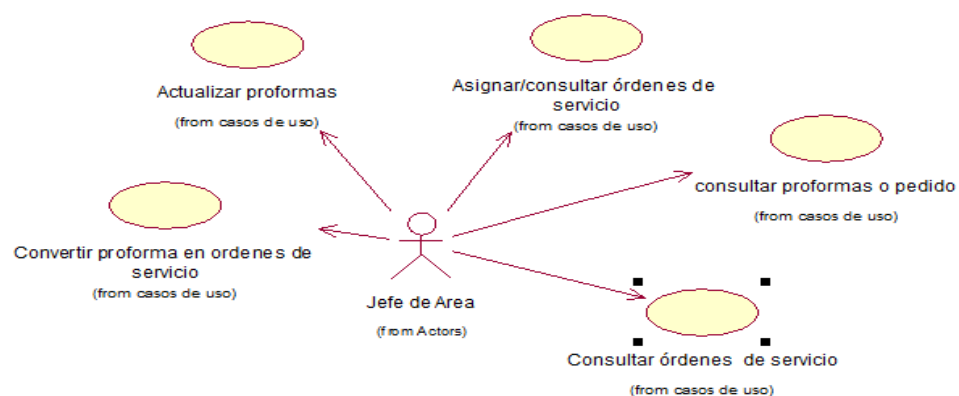 Actualizar proformas
(from casos de uso)
Asignar/consultar órdenes de
servicio
(from casos de uso)
consultar proformas o pedido
(from casos de uso)
Convertir proforma en ordenes de
servicio
(from casos de uso)
Jefe de Area
(from Actors)
Consultar órdenes de servicio
(from casos de uso)